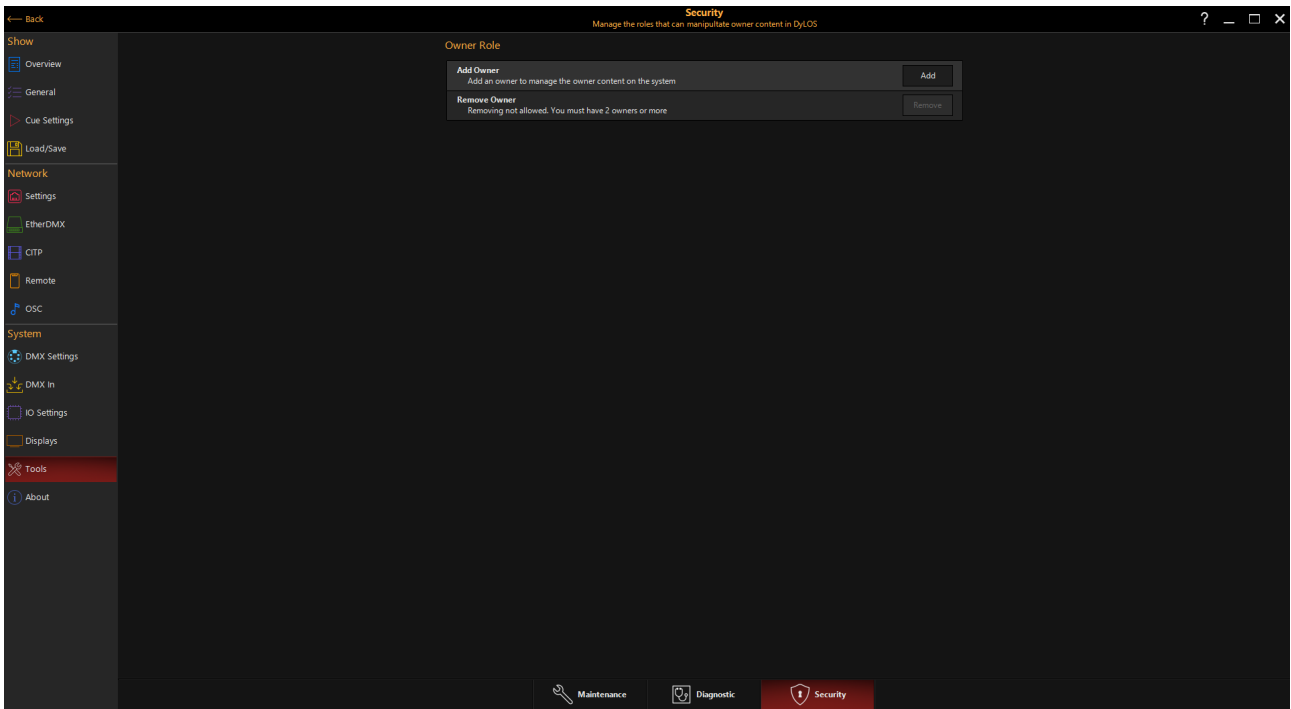 Back
Security
Manage the roles that can manipultate owner content in DyLOS
?
Show
Overview
General
Cue Settings
Load/Save
Network
Settings
EtherDMX
CITP
Remote
OSC
System
DMX Settings
DMX In
IO Settings
Displays
Tools
About
Owner Role
Add Owner
Add an owner to manage the owner content on the system
Add
Remove Owner
Removing not allowed. You must have 2 owners or more
Remove
Maintenance
Diagnostic
Security